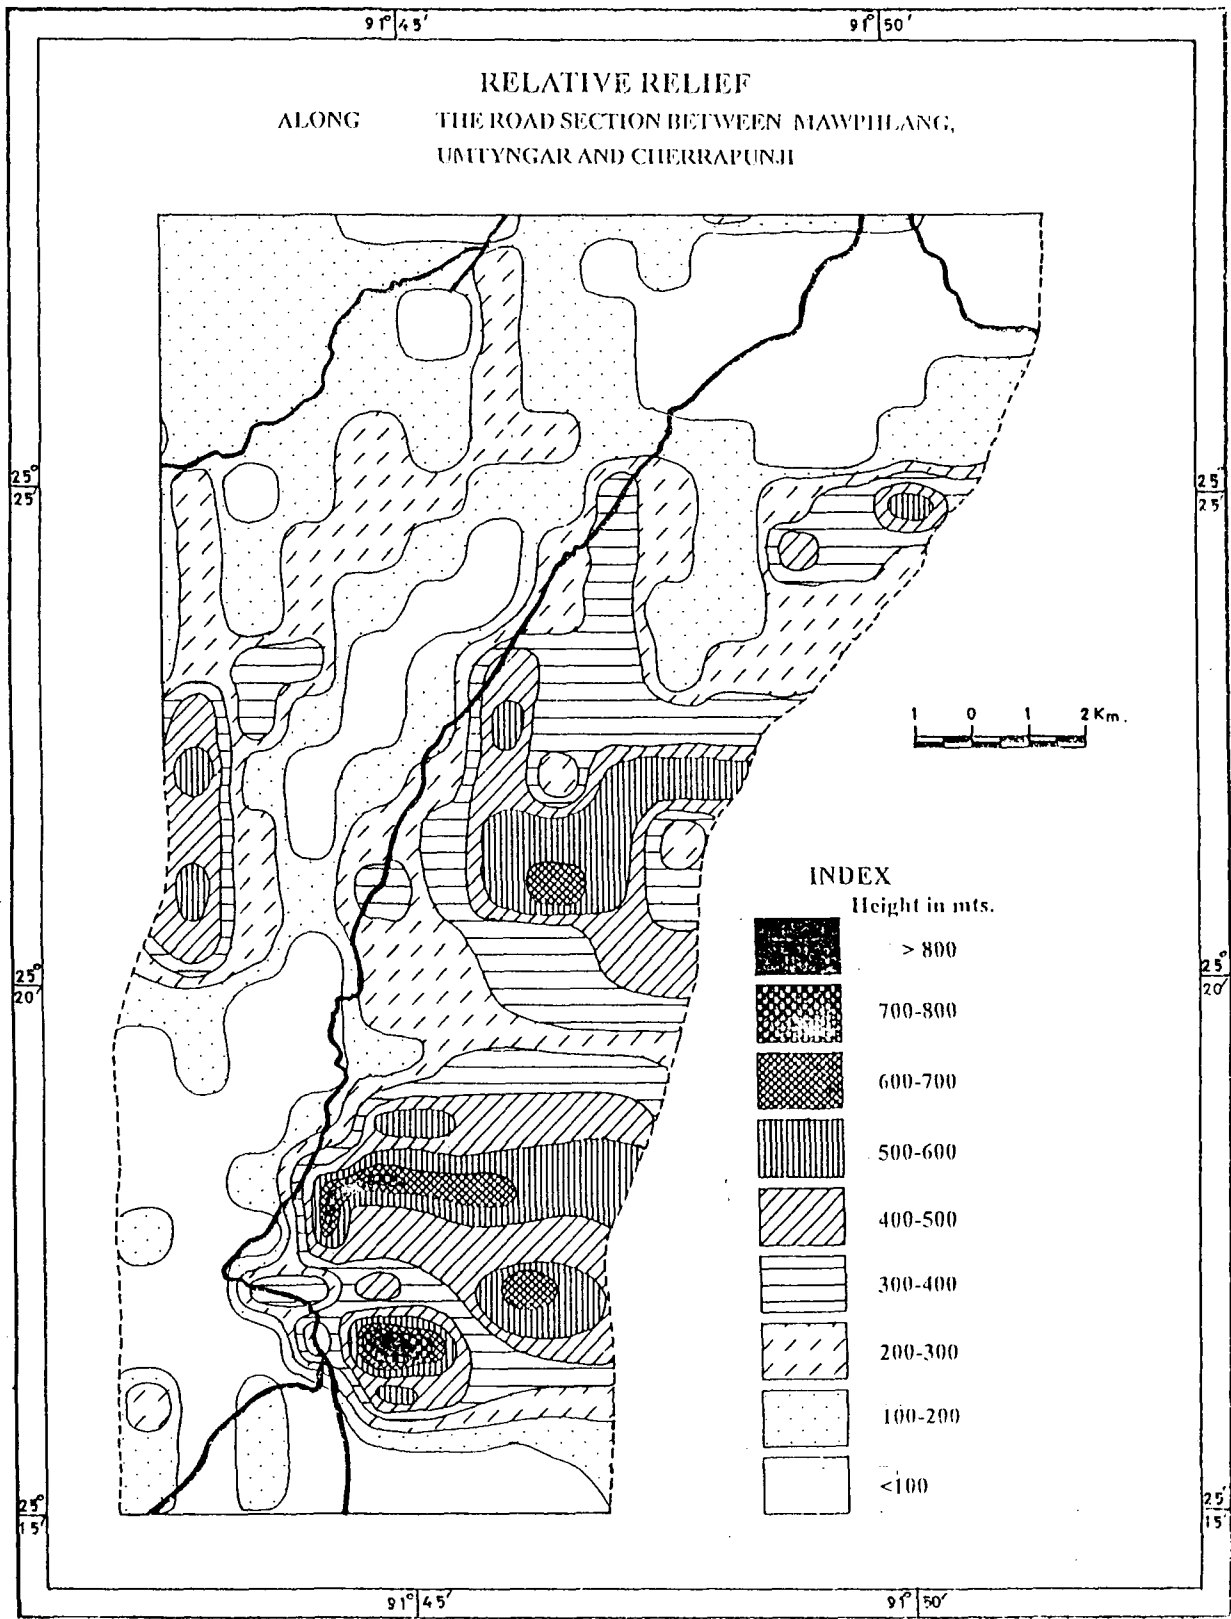 91° 45′ 91° 50′
RELATIVE RELIEF
ALONG THE ROAD SECTION BETWEEN MAWPHLANG,
UMTYNGAR AND CHERRAPUNJI
25° 25′
25′ 25′
1 0 1 2 Km.
INDEX
Height in mts.
> 800
25° 20′
25° 20′
700-800
600-700
500-600
400-500
300-400
200-300
100-200
<100
25° 15′
25′ 15′
91° 45′ 91° 50′